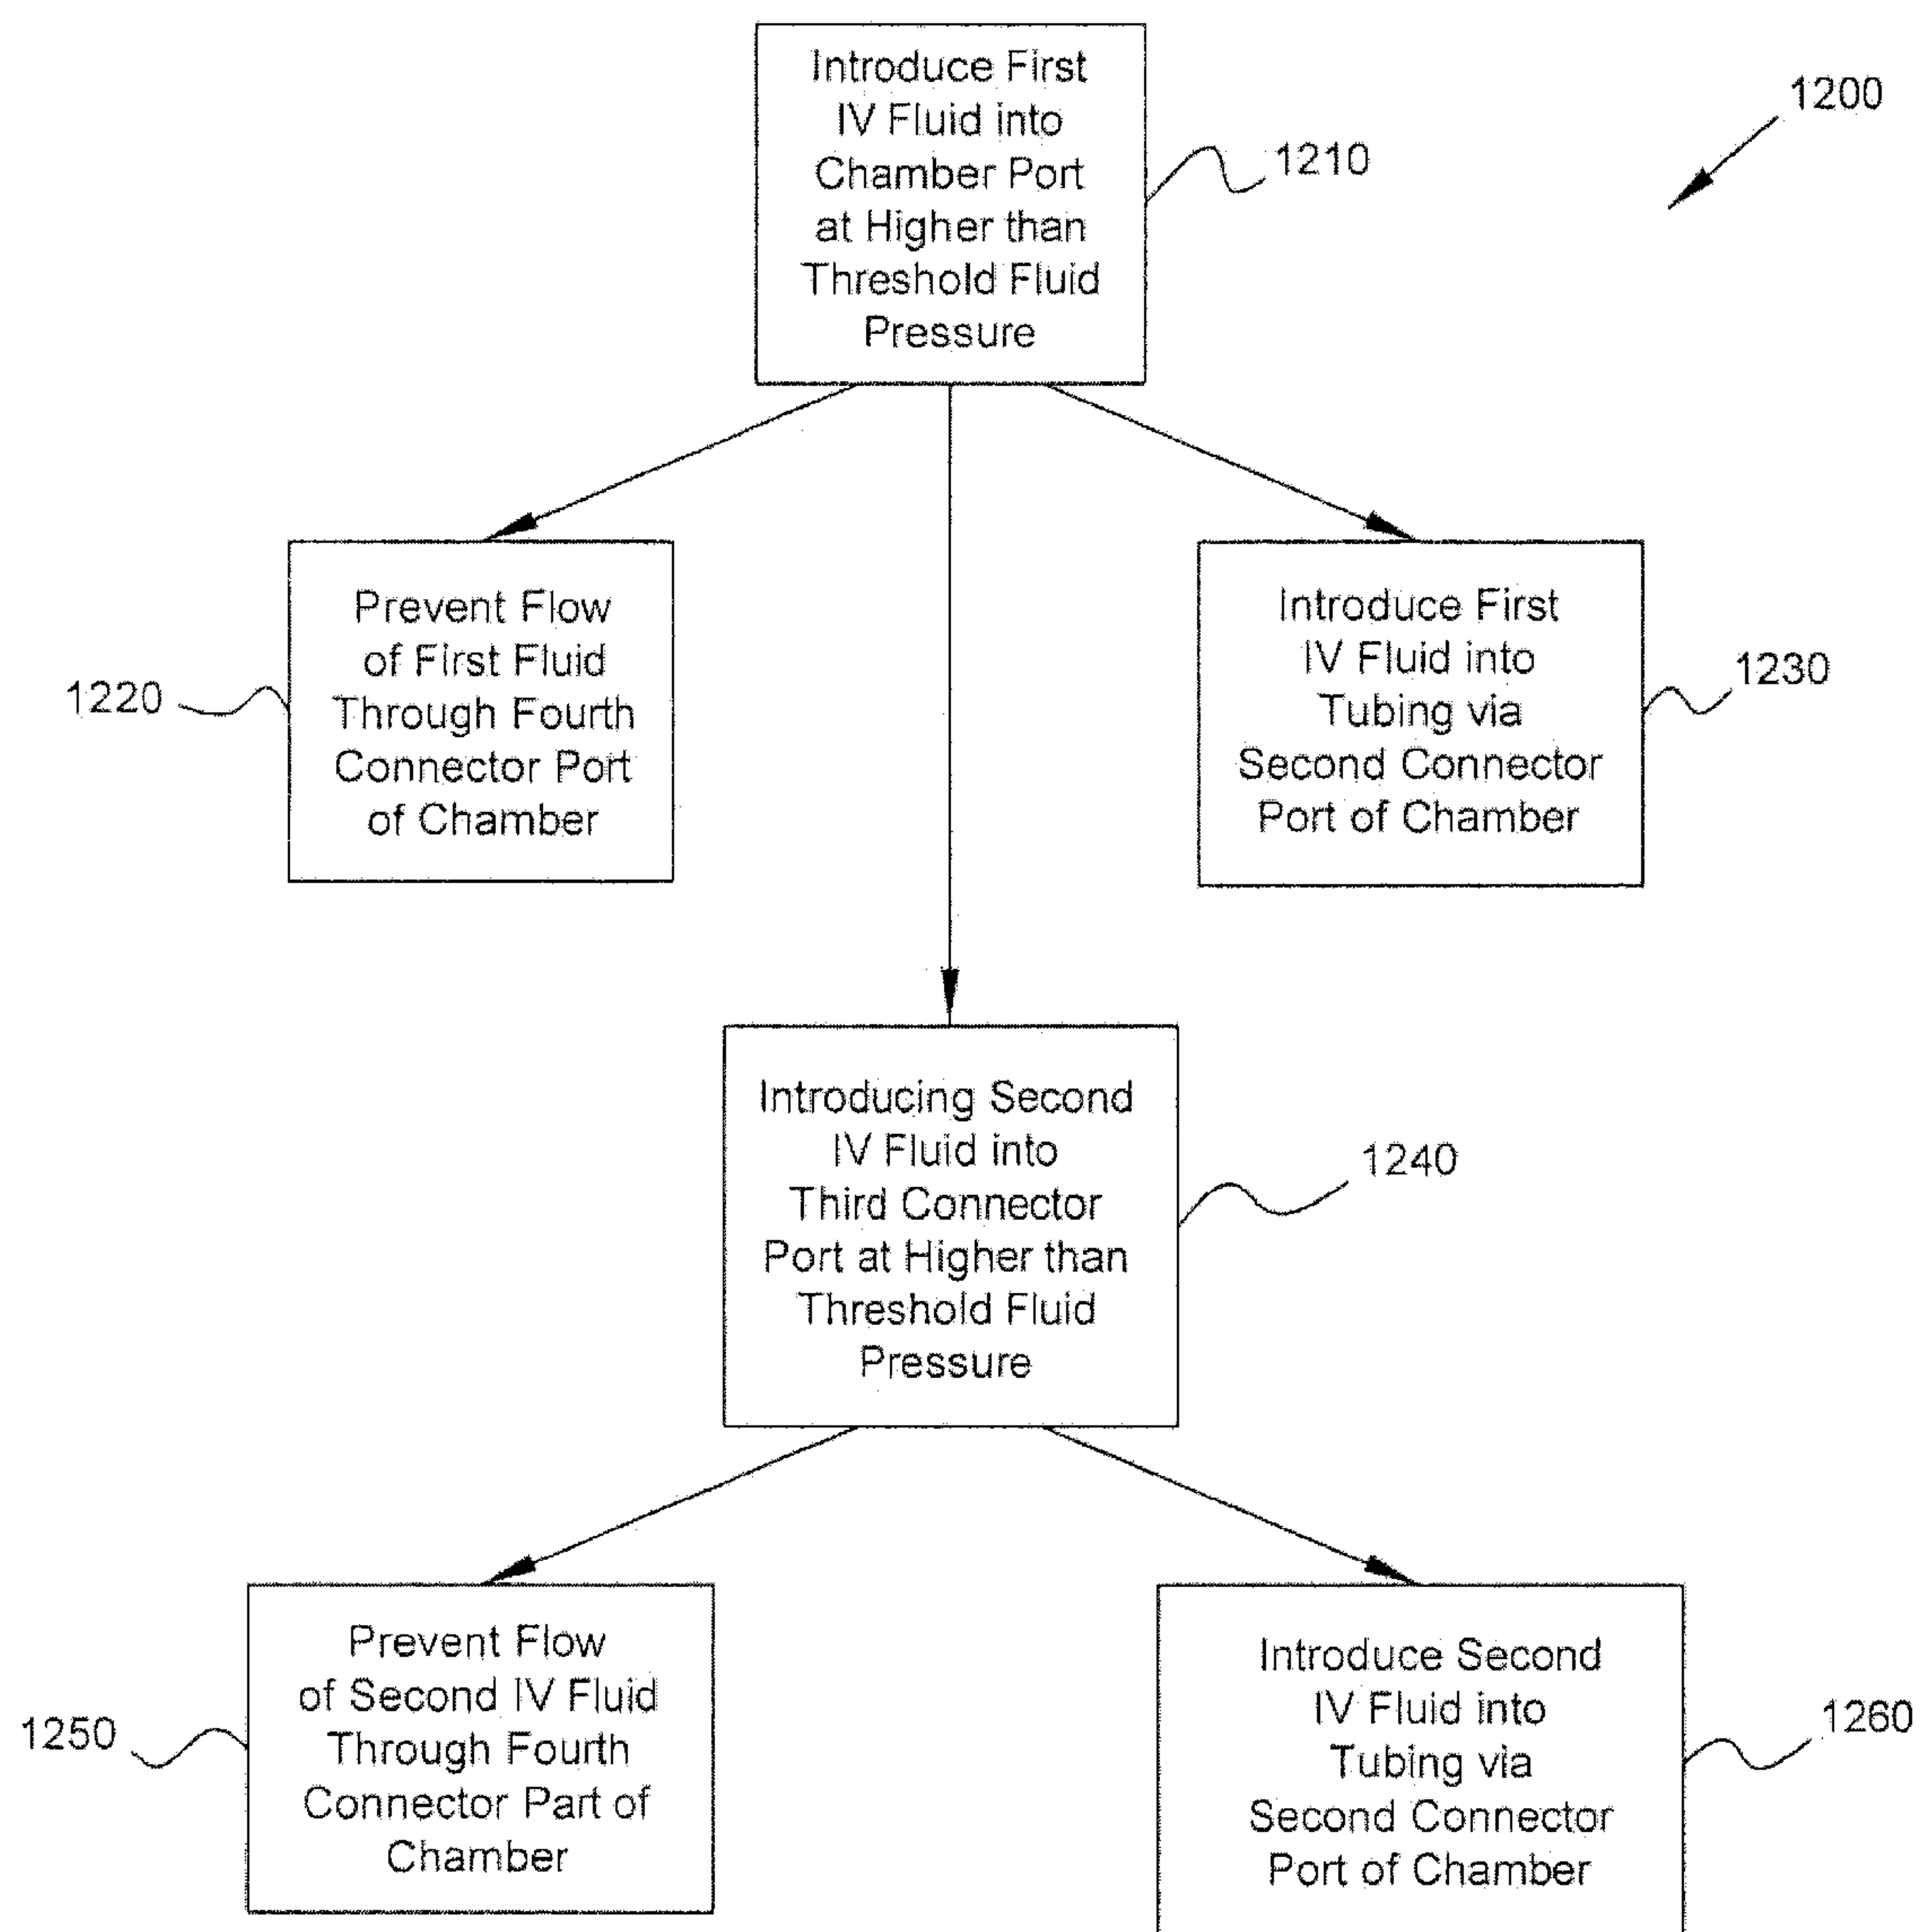 Introduce First
IV Fluid into
Chamber Port
at Higher than
Threshold Fluid
Pressure
1200
1210
Prevent Flow
of First Fluid
Through Fourth
Connector Port
of Chamber
1220
Introduce First
IV Fluid into
Tubing via
Second Connector
Port of Chamber
1230
Introducing Second
IV Fluid into
Third Connector
Port at Higher than
Threshold Fluid
Pressure
1240
Prevent Flow
of Second IV Fluid
Through Fourth
Connector Part of
Chamber
1250
Introduce Second
IV Fluid into
Tubing via
Second Connector
Port of Chamber
1260